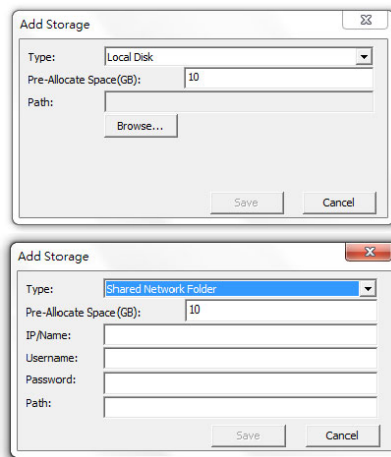 Add Storage
Type: Local Disk
Pre-Allocate Space(GB): 10
Path:
Browse...
Save Cancel
Add Storage
Type: Shared Network Folder
Pre-Allocate Space(GB): 10
IP/Name:
Username:
Password:
Path:
Save Cancel